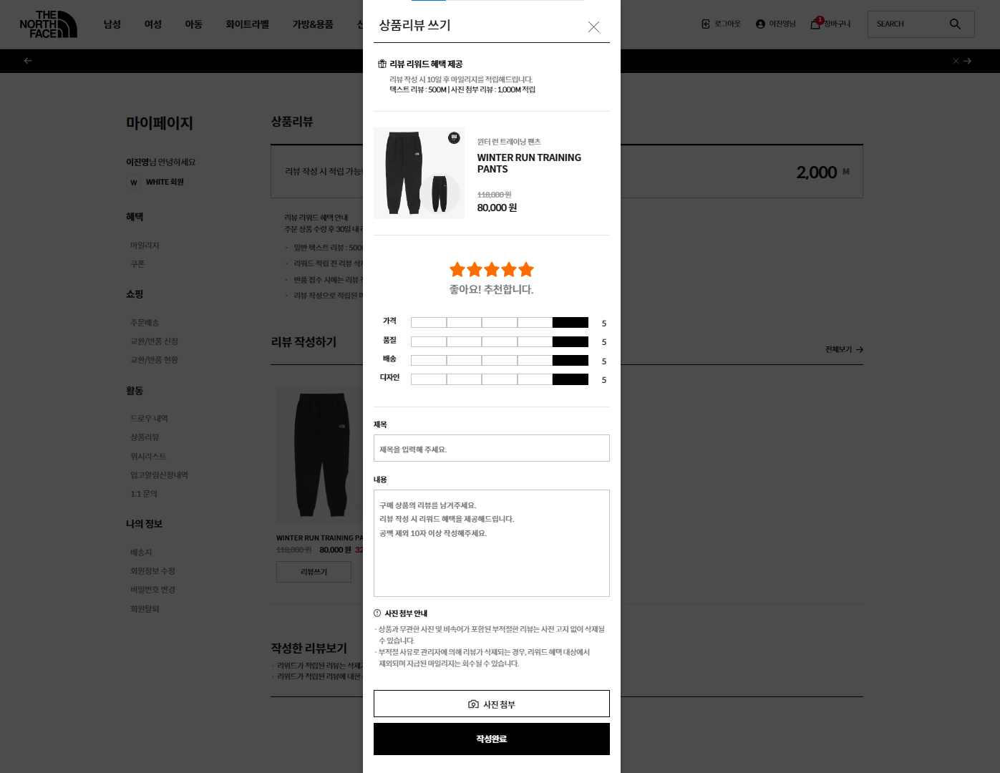 THE
NORTH
FACE
남성
여성
아동
화이트라벨
가방&용품
로그아웃
이진영님
1
장바구니
SEARCH
마이페이지
이진영님 안녕하세요
W WHITE 회원
혜택
마일리지
쿠폰
쇼핑
주문배송
교환/반품 신청
교환/반품 현황
활동
드로우 내역
상품리뷰
위시리스트
입고알림신청내역
1:1 문의
나의 정보
배송지
회원정보 수정
비밀번호 변경
회원탈퇴
상품리뷰
리뷰 작성 시 적립 가능한
2,000 M
리뷰 리워드 혜택 안내
주문 상품 수령 후 30일 내 리
· 일반 텍스트 리뷰 : 500
· 리워드 적립 전 리뷰 삭
· 반품 접수 시에는 리뷰
· 리뷰 작성으로 적립된
리뷰 작성하기
전체보기
WINTER RUN TRAINING PA
118,000 원 80,000 원 32
리뷰쓰기
작성한 리뷰보기
· 리워드가 적립된 리뷰는 삭제
· 리워드가 적립된 리뷰에 대한
상품리뷰 쓰기
리뷰 리워드 혜택 제공
리뷰 작성 시 10일 후 마일리지를 적립해드립니다.
텍스트 리뷰 : 500M | 사진 첨부 리뷰 : 1,000M 적립
윈터 런 트레이닝 팬츠
WINTER RUN TRAINING
PANTS
118,000 원
80,000 원
좋아요! 추천합니다.
가격 5
품질 5
배송 5
디자인 5
제목
제목을 입력해 주세요.
내용
구매 상품의 리뷰를 남겨주세요.
리뷰 작성 시 리워드 혜택을 제공해드립니다.
공백 제외 10자 이상 작성해주세요.
사진 첨부 안내
· 상품과 무관한 사진 및 비속어가 포함된 부적절한 리뷰는 사전 고지 없이 삭제될
수 있습니다.
· 부적절 사유로 관리자에 의해 리뷰가 삭제되는 경우, 리워드 혜택 대상에서
제외되며 지급된 마일리지는 회수될 수 있습니다.
사진 첨부
작성완료